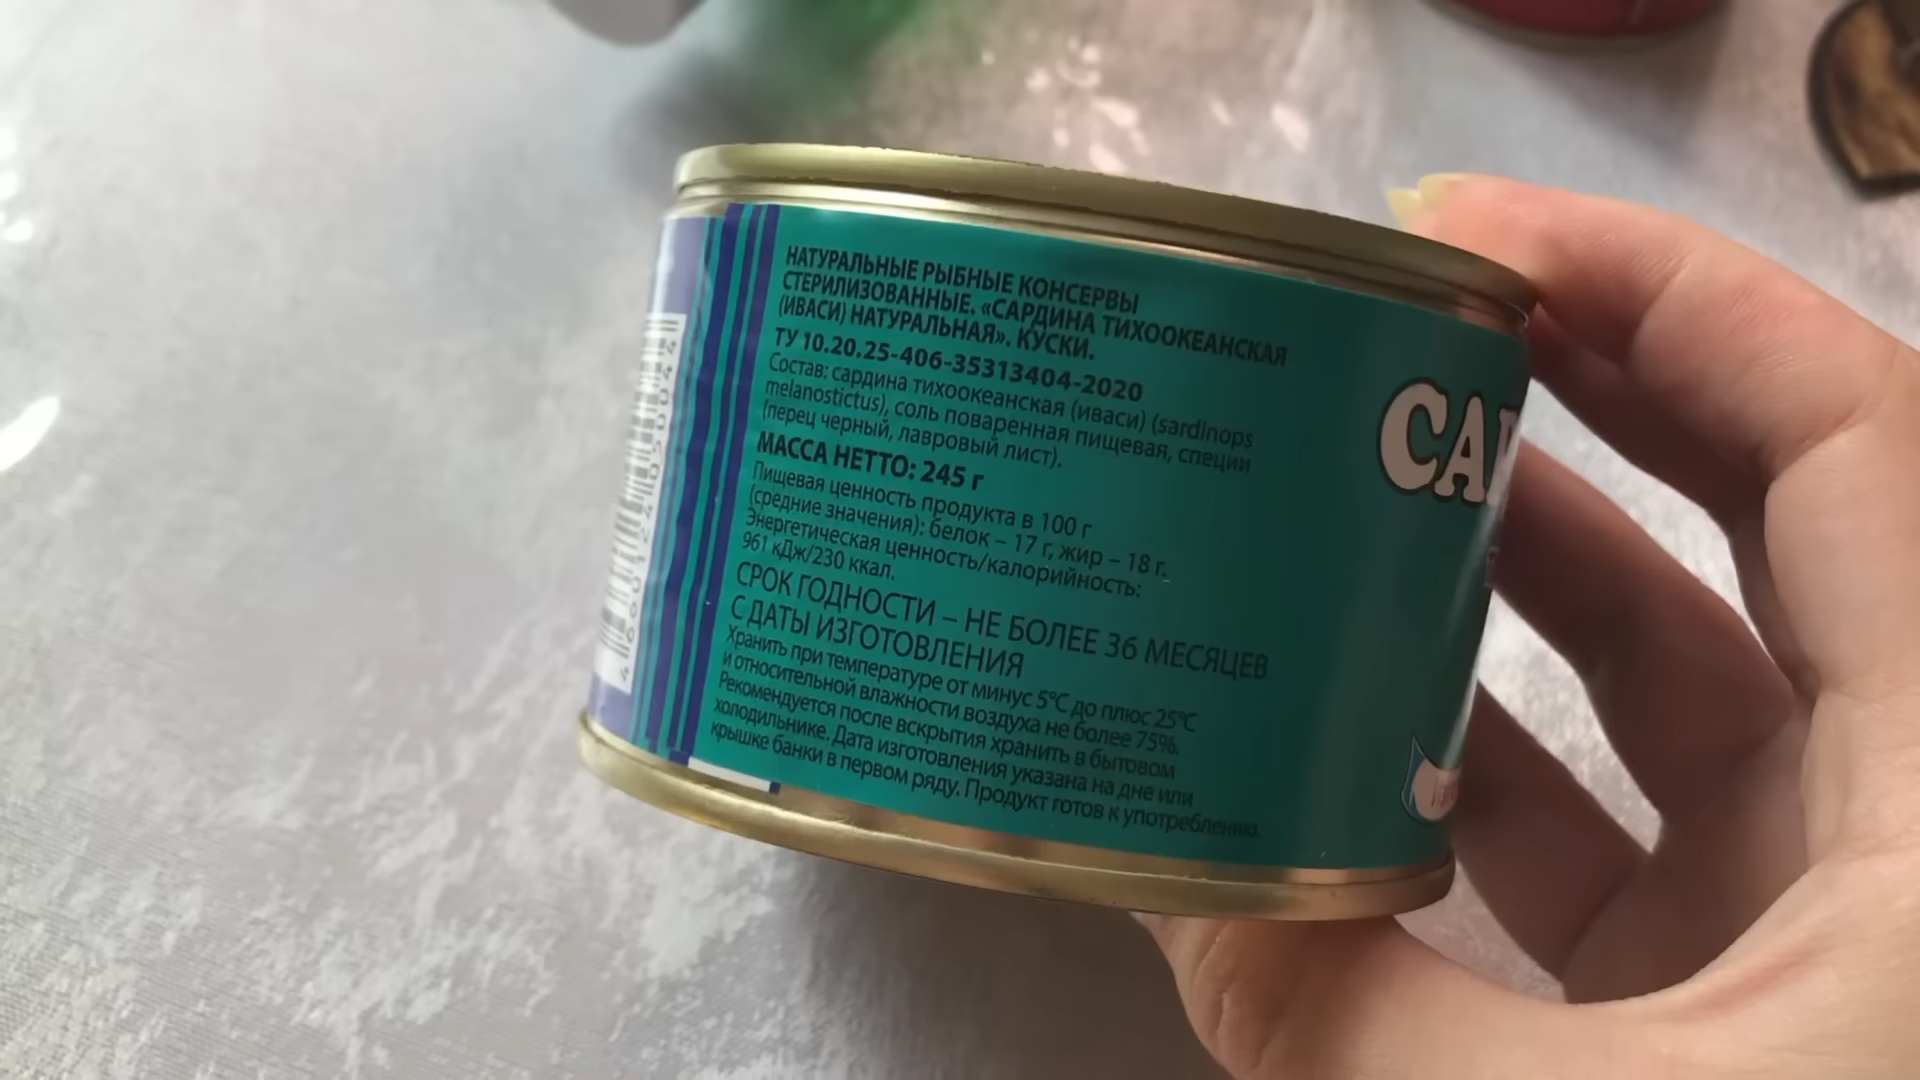 НАТУРАЛЬНЫЕ РЫБНЫЕ КОНСЕРВЫ
СТЕРИЛИЗОВАННЫЕ. «САРДИНА ТИХООКЕАНСКАЯ
(ИВАСИ) НАТУРАЛЬНАЯ». КУСКИ.
ТУ 10.20.25-406-35313404-2020
Состав: сардина тихоокеанская (иваси) (sardinops
melanostictus), соль поваренная пищевая, специи
(перец черный, лавровый лист).
МАССА НЕТТО: 245 г
Пищевая ценность продукта в 100 г
(средние значения): белок – 17 г, жир – 18 г.
Энергетическая ценность/калорийность:
961 кДж/230 ккал.
СРОК ГОДНОСТИ – НЕ БОЛЕЕ 36 МЕСЯЦЕВ
С ДАТЫ ИЗГОТОВЛЕНИЯ
Хранить при температуре от минус 5°С до плюс 25°С
и относительной влажности воздуха не более 75%.
Рекомендуется после вскрытия хранить в бытовом
холодильнике. Дата изготовления указана на дне или
крышке банки в первом ряду. Продукт готов к употреблению.
САР